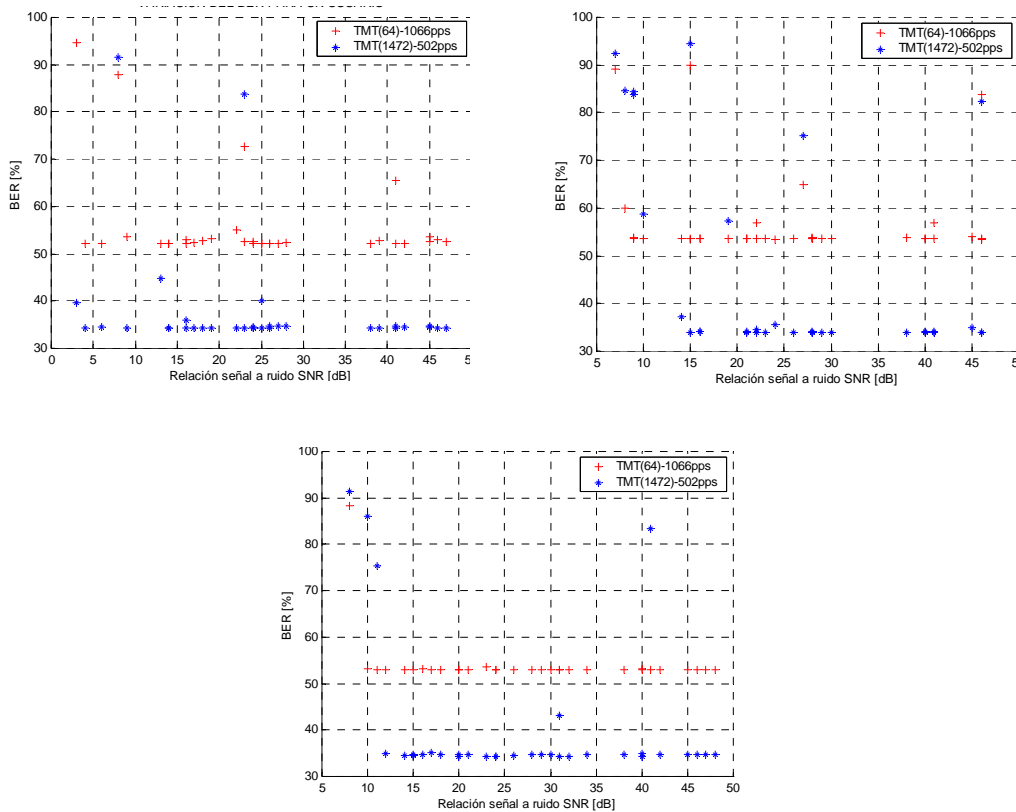 100
TMT(64)-1066pps
TMT(1472)-502pps
90
80
70
BER [%]
60
50
40
30
0 5 10 15 20 25 30 35 40 45
Relación señal a ruido SNR [dB]
100
TMT(64)-1066pps
TMT(1472)-502pps
90
80
70
BER [%]
60
50
40
30
10 15 20 25 30 35 40 45
Relación señal a ruido SNR [dB]
100
TMT(64)-1066pps
TMT(1472)-502pps
90
80
70
BER [%]
60
50
40
30
5 10 15 20 25 30 35 40 45 50
Relación señal a ruido SNR [dB]